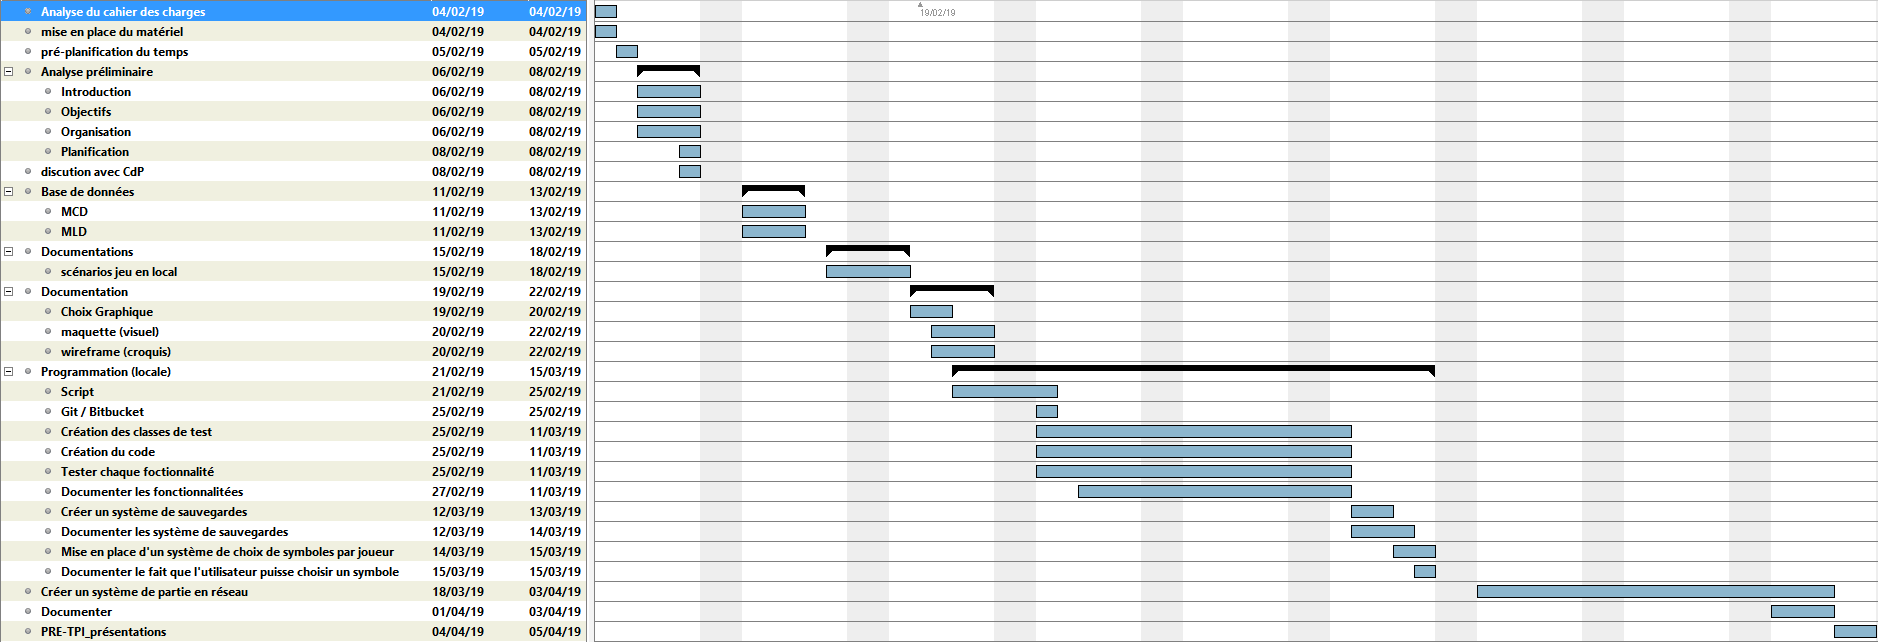 Analyse du cahier des charges 04/02/19 04/02/19 19/02/19
mise en place du matériel 04/02/19 04/02/19
pré-planification du temps 05/02/19 05/02/19
Analyse préliminaire 06/02/19 08/02/19
Introduction 06/02/19 08/02/19
Objectifs 06/02/19 08/02/19
Organisation 06/02/19 08/02/19
Planification 08/02/19 08/02/19
discution avec CdP 08/02/19 08/02/19
Base de données 11/02/19 13/02/19
MCD 11/02/19 13/02/19
MLD 11/02/19 13/02/19
Documentations 15/02/19 18/02/19
scénarios jeu en local 15/02/19 18/02/19
Documentation 19/02/19 22/02/19
Choix Graphique 19/02/19 20/02/19
maquette (visuel) 20/02/19 22/02/19
wireframe (croquis) 20/02/19 22/02/19
Programmation (locale) 21/02/19 15/03/19
Script 21/02/19 25/02/19
Git / Bitbucket 25/02/19 25/02/19
Création des classes de test 25/02/19 11/03/19
Création du code 25/02/19 11/03/19
Tester chaque foctionnalité 25/02/19 11/03/19
Documenter les fonctionnalitées 27/02/19 11/03/19
Créer un système de sauvegardes 12/03/19 13/03/19
Documenter les système de sauvegardes 12/03/19 14/03/19
Mise en place d'un système de choix de symboles par joueur 14/03/19 15/03/19
Documenter le fait que l'utilisateur puisse choisir un symbole 15/03/19 15/03/19
Créer un système de partie en réseau 18/03/19 03/04/19
Documenter 01/04/19 03/04/19
PRE-TPI_présentations 04/04/19 05/04/19